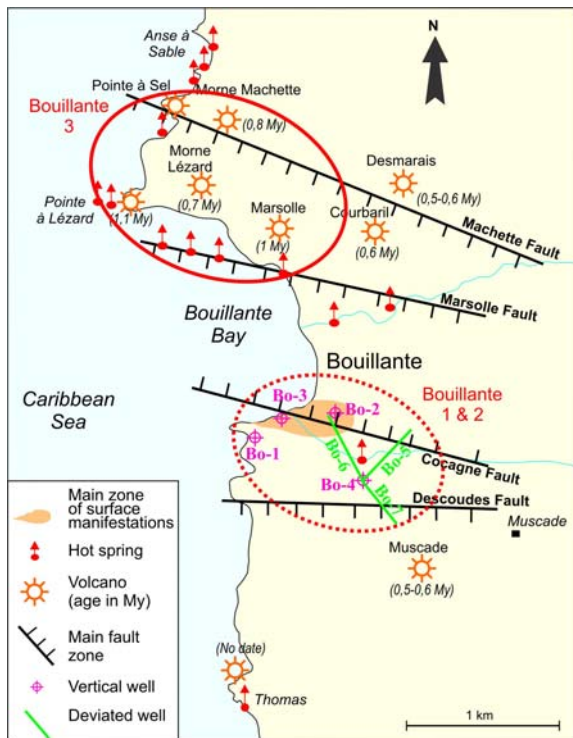 Anse à
Sable
N
Pointe à Sel
Morne Machette
Bouillante
3
(0,8 My)
Morne
Lézard
Desmarais
(0,5-0,6 My)
Pointe
à Lézard
(1,1 My)
(0,7 My)
Marsolle
(1 My)
Courbaril
(0,6 My)
Machette Fault
Marsolle Fault
Bouillante
Bay
Bouillante
Caribbean
Sea
Bo-3
Bo-2
Bouillante
1 & 2
Bo-1
Bo-6
Bo-5
Cocagne Fault
Bo-4
Bo-7
Descoudes Fault
Muscade
Muscade
(0,5-0,6 My)
(No date)
Thomas
Main zone
of surface
manifestations
Hot spring
Volcano
(age in My)
Main fault
zone
Vertical well
Deviated well
1 km